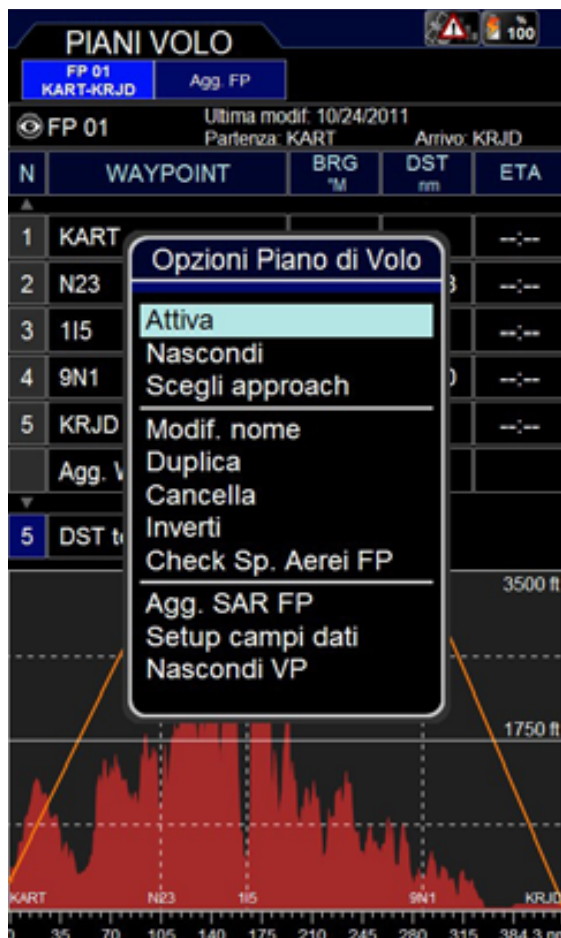 PIANI VOLO
%
100
FP 01
KART-KRJD
Agg. FP
FP 01
Ultima modif: 10/24/2011
Partenza: KART Arrivo: KRJD
N WAYPOINT BRG °M DST nm ETA
1 KART --:--
2 N23 3 --:--
3 1I5 --:--
4 9N1 0 --:--
5 KRJD --:--
Agg.
5 DST
Opzioni Piano di Volo
Attiva
Nascondi
Scegli approach
Modif. nome
Duplica
Cancella
Inverti
Check Sp. Aerei FP
Agg. SAR FP
Setup campi dati
Nascondi VP
3500 ft
1750 ft
KART N23 1I5 9N1 KRJD
0 35 70 105 140 175 210 245 280 315 384.3 nm